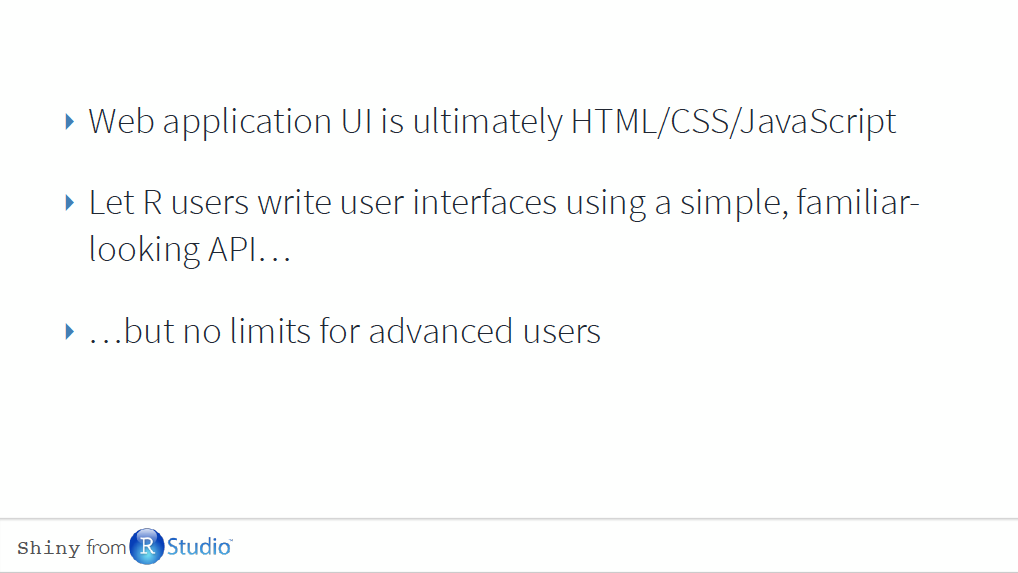 Web application UI is ultimately HTML/CSS/JavaScript
Let R users write user interfaces using a simple, familiar-
looking API…
…but no limits for advanced users
Shiny from R Studio™